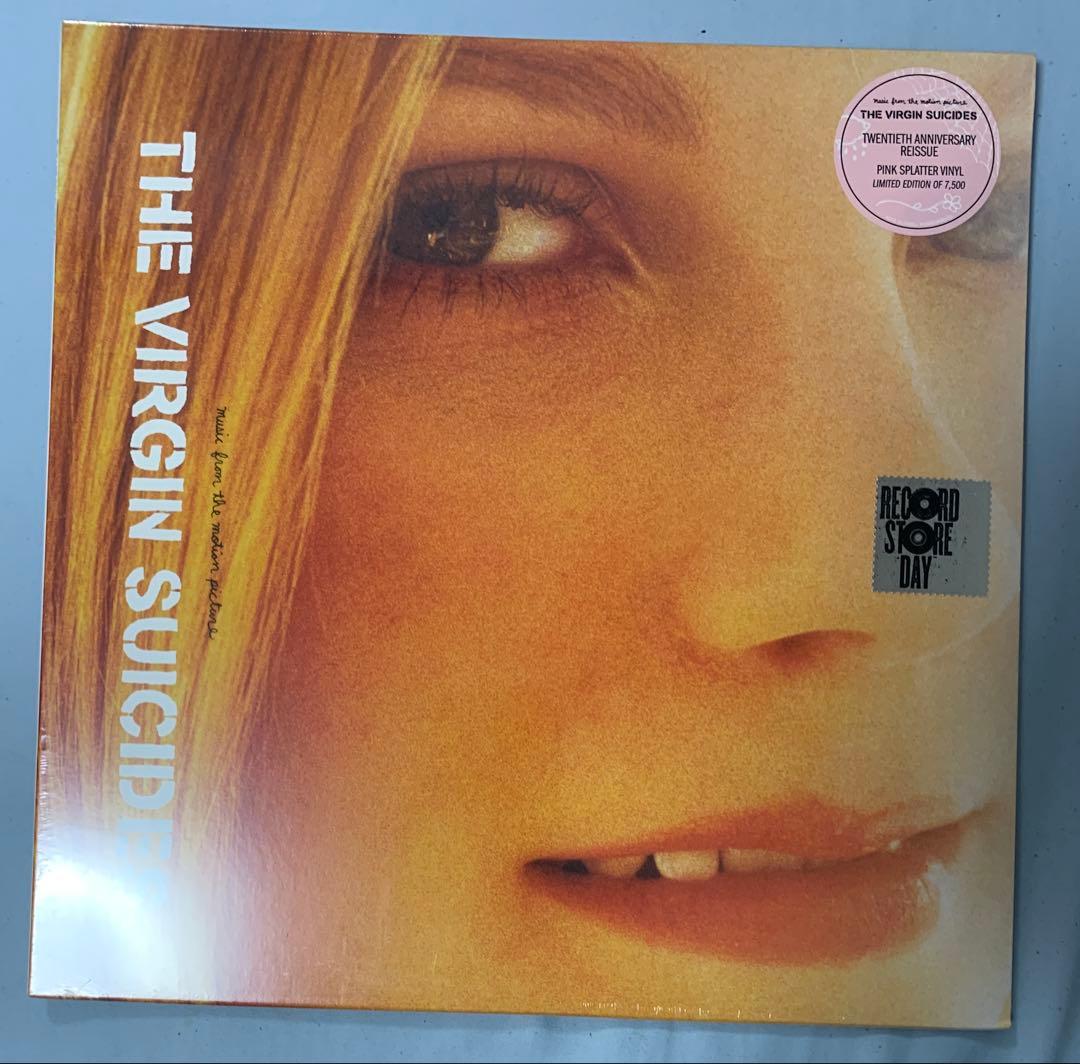 THE VIRGIN SUICIDES
music from the motion picture
music from the motion picture
THE VIRGIN SUICIDES
TWENTIETH ANNIVERSARY
REISSUE
PINK SPLATTER VINYL
LIMITED EDITION OF 7,500
RECORD
STORE
DAY